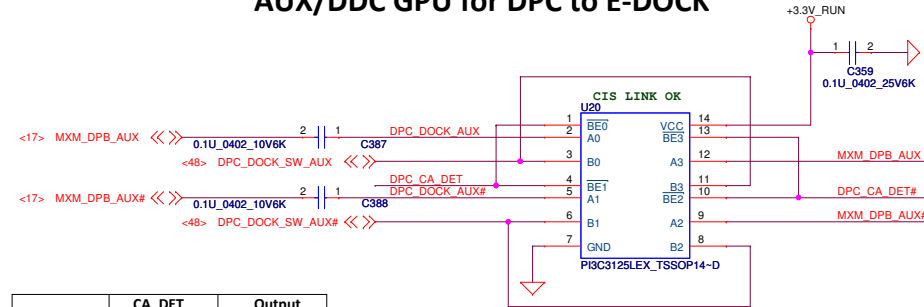 AUX/DDC GPU for DPC to E-DOCK
+3.3V_RUN
1 2
C359
0.1U_0402_25V6K
CIS LINK OK
U20
1 BE0 VCC 14
2 A0 BE3 13
3 B0 A3 12
4 BE1 B3 11
5 A1 BE2 10
6 B1 A2 9
7 GND B2 8
PI3C3125LEX_TSSOP14~D
<17> MXM_DPB_AUX 2 1 DPC_DOCK_AUX
0.1U_0402_10V6K C387
<48> DPC_DOCK_SW_AUX
DPC_CA_DET
<17> MXM_DPB_AUX# 2 1 DPC_DOCK_AUX#
0.1U_0402_10V6K C388
<48> DPC_DOCK_SW_AUX#
MXM_DPB_AUX
DPC_CA_DET#
MXM_DPB_AUX#
CA_DET Output